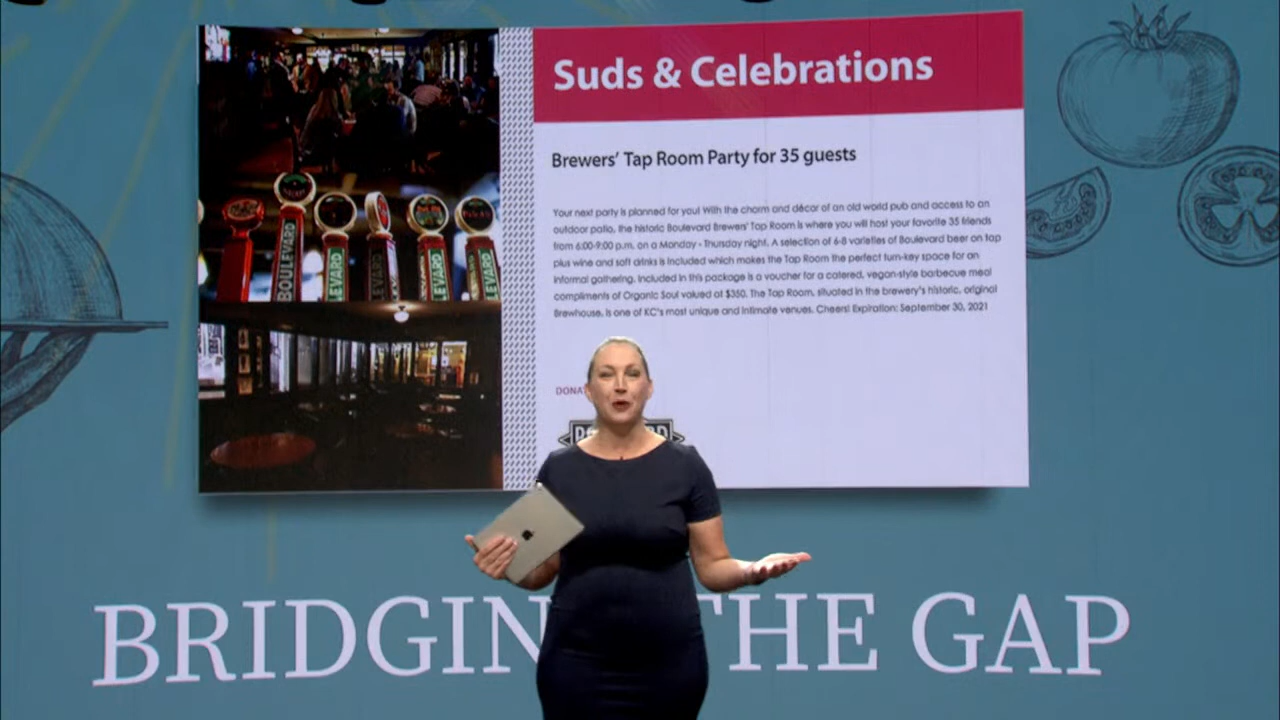 Suds & Celebrations
Brewers' Tap Room Party for 35 guests
Your next party is planned for you! With the charm and décor of an old world pub and access to an
outdoor patio, the historic Boulevard Brewers' Tap Room is where you will host your favorite 35 friends
from 6:00-9:00 p.m. on a Monday - Thursday night. A selection of 6-8 varieties of Boulevard beer on tap
plus wine and soft drinks is included which makes the Tap Room the perfect turn-key space for an
informal gathering. Included in this package is a voucher for a catered, vegan-style barbecue meal
compliments of Organic Soul valued at $350. The Tap Room, situated in the brewery's historic, original
Brewhouse, is one of KC's most unique and intimate venues. Cheers! Expiration: September 30, 2021
BOULEVARD
LEVARD
LEVARD
LEVARD
LEVARD
DONA
BRIDGIN THE GAP